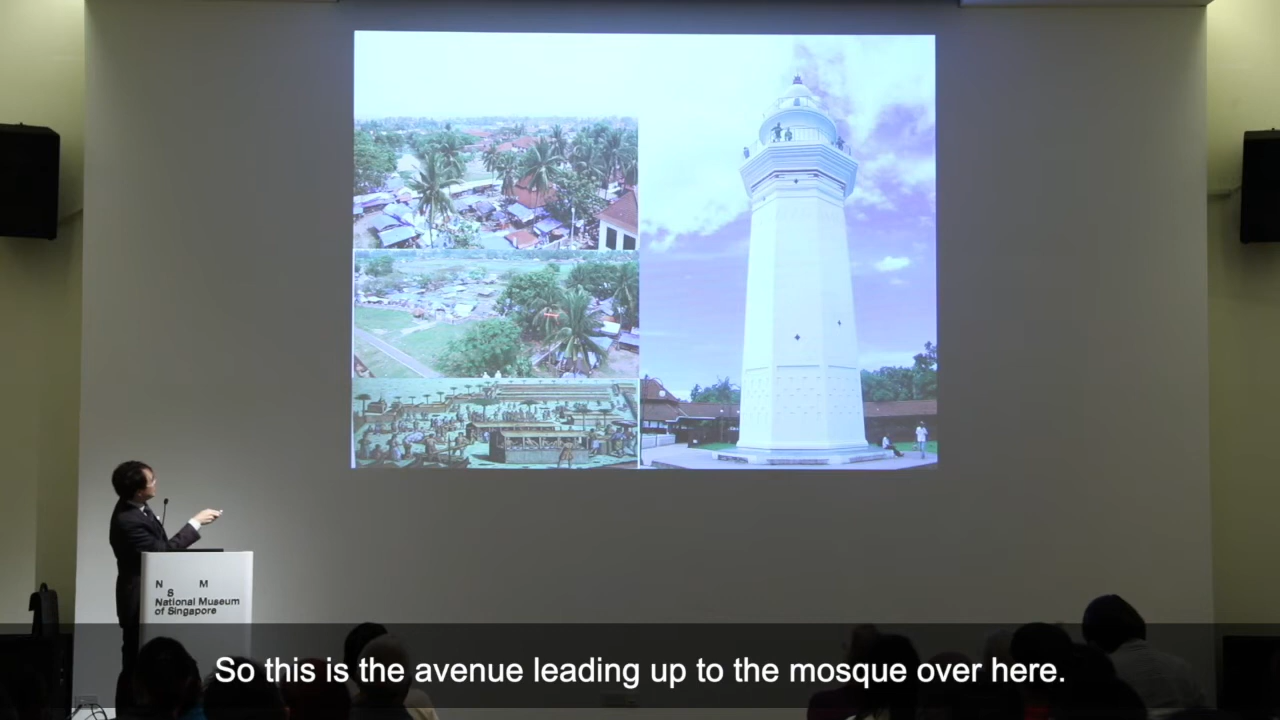 N M
S
National Museum
of Singapore
So this is the avenue leading up to the mosque over here.